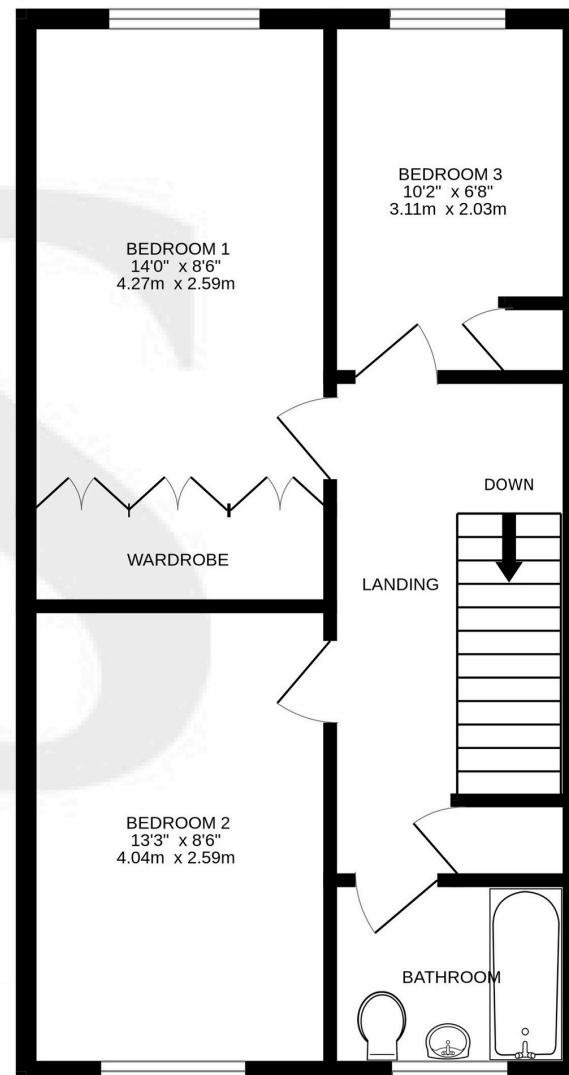 BEDROOM 3
10'2" x 6'8"
3.11m x 2.03m
BEDROOM 1
14'0" x 8'6"
4.27m x 2.59m
DOWN
WARDROBE
LANDING
BEDROOM 2
13'3" x 8'6"
4.04m x 2.59m
BATHROOM